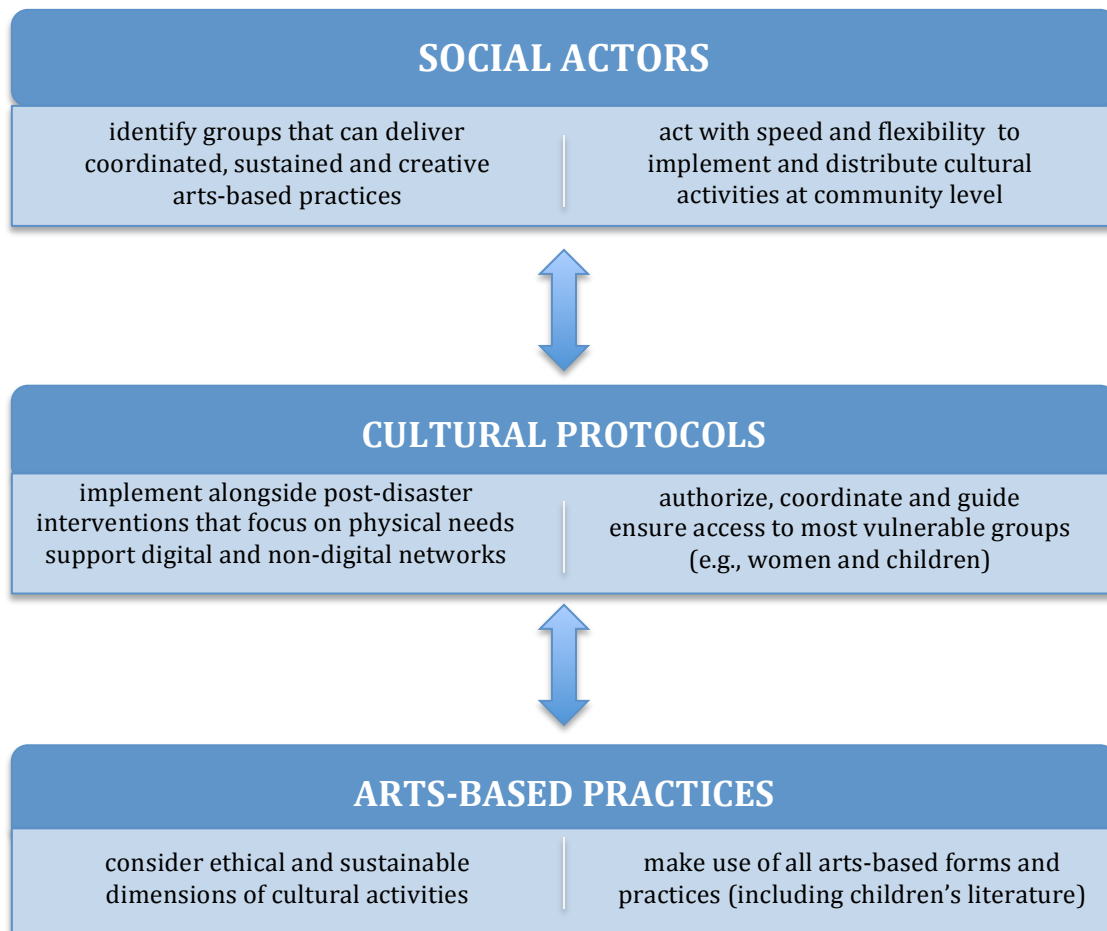 SOCIAL ACTORS
identify groups that can deliver
coordinated, sustained and creative
arts-based practices
act with speed and flexibility  to
implement and distribute cultural
activities at community level
CULTURAL PROTOCOLS
implement alongside post-disaster
interventions that focus on physical needs
support digital and non-digital networks
authorize, coordinate and guide
ensure access to most vulnerable groups
(e.g., women and children)
ARTS-BASED PRACTICES
consider ethical and sustainable
dimensions of cultural activities
make use of all arts-based forms and
practices (including children’s literature)